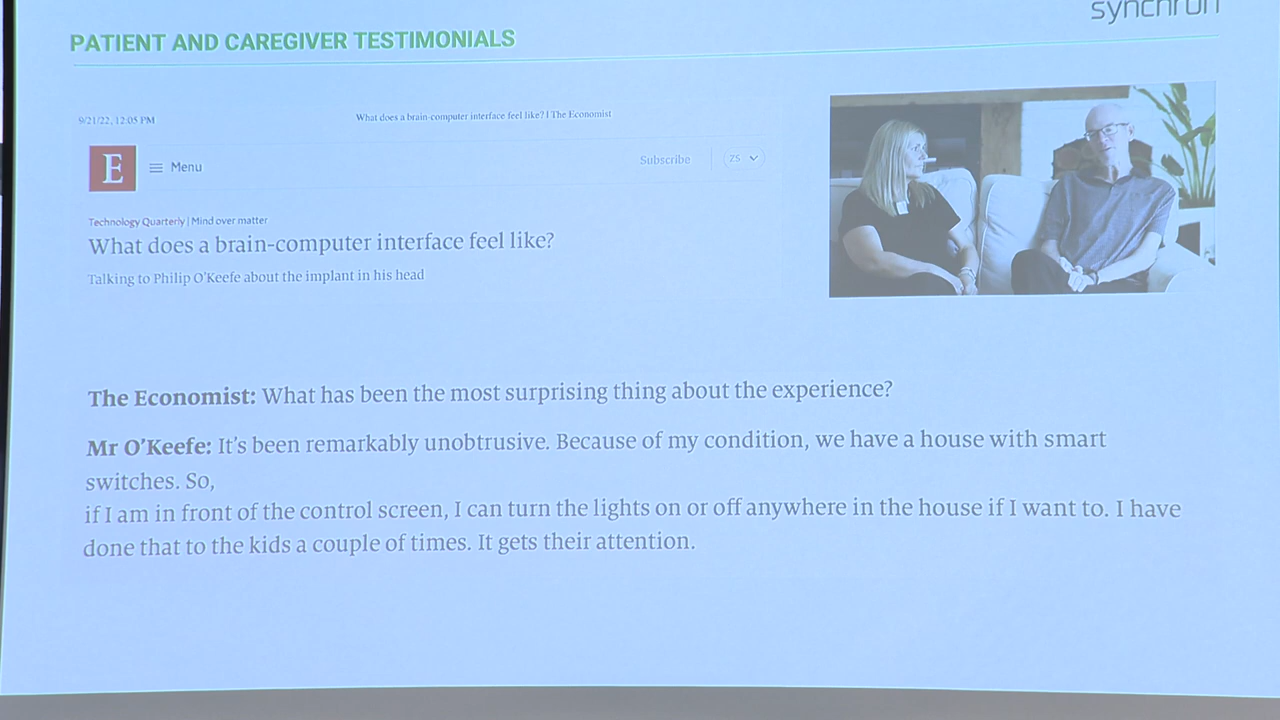 synchron
PATIENT AND CAREGIVER TESTIMONIALS
9/21/22, 12:05 PM
What does a brain-computer interface feel like? | The Economist
E
Menu
Subscribe
ZS
Technology Quarterly | Mind over matter
What does a brain-computer interface feel like?
Talking to Philip O'Keefe about the implant in his head
The Economist: What has been the most surprising thing about the experience?
Mr O'Keefe: It's been remarkably unobtrusive. Because of my condition, we have a house with smart
switches. So,
if I am in front of the control screen, I can turn the lights on or off anywhere in the house if I want to. I have
done that to the kids a couple of times. It gets their attention.